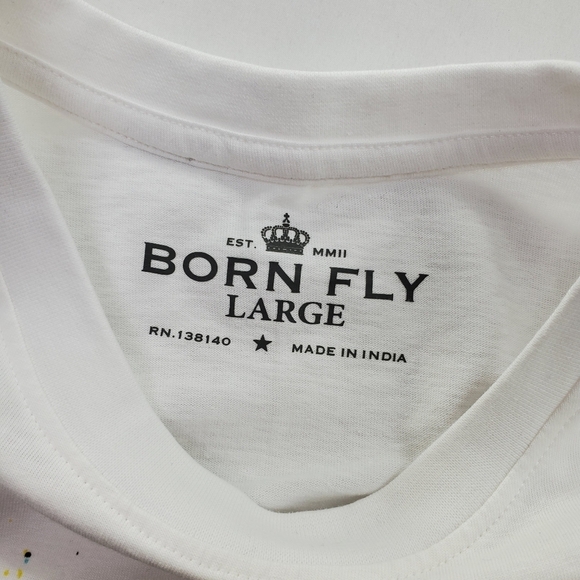 EST. MMII
BORN FLY
LARGE
RN.138140 ★ MADE IN INDIA